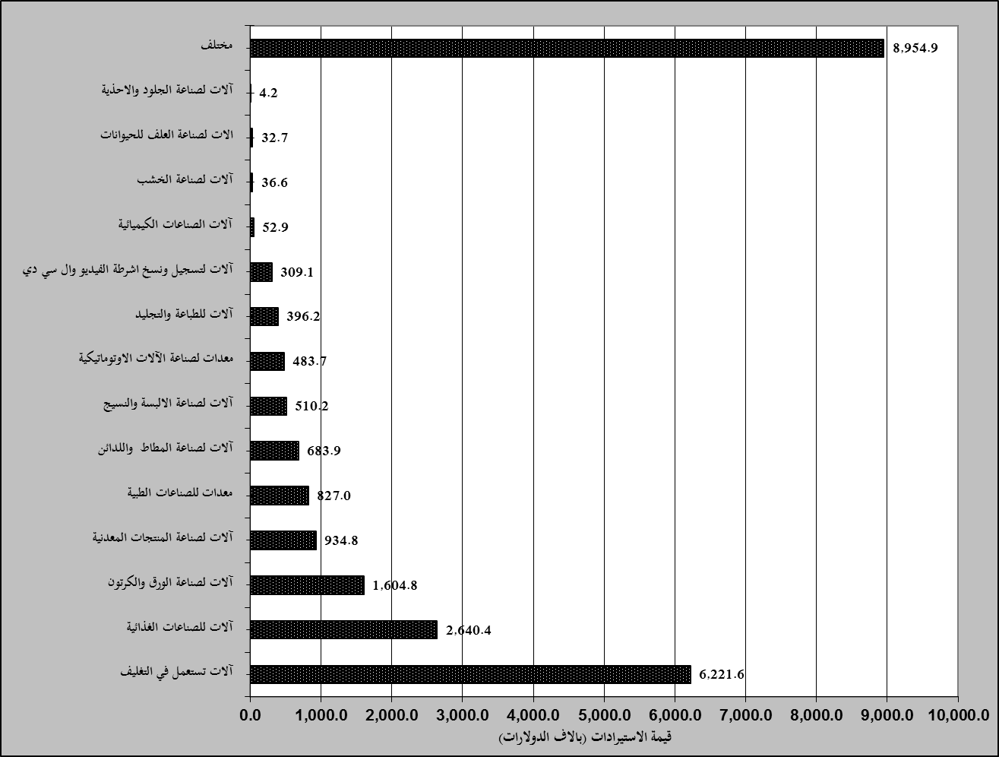 مختلف 8,954.9
آلات لصناعة الجلود والاحذية 4.2
الات لصناعة العلف للحيوانات 32.7
آلات لصناعة الخشب 36.6
آلات الصناعات الكيميائية 52.9
آلات لتسجيل ونسخ اشرطة الفيديو وال سي دي 309.1
آلات للطباعة والتجليد 396.2
معدات لصناعة الآلات الاوتوماتيكية 483.7
آلات لصناعة الالبسة والنسيج 510.2
آلات لصناعة المطاط واللدائن 683.9
معدات للصناعات الطبية 827.0
آلات لصناعة المنتجات المعدنية 934.8
آلات لصناعة الورق والكرتون 1,604.8
آلات للصناعات الغذائية 2,640.4
آلات تستعمل في التغليف 6,221.6
0.0 1,000.0 2,000.0 3,000.0 4,000.0 5,000.0 6,000.0 7,000.0 8,000.0 9,000.0 10,000.0
قيمة الاستيرادات (بالاف الدولارات)